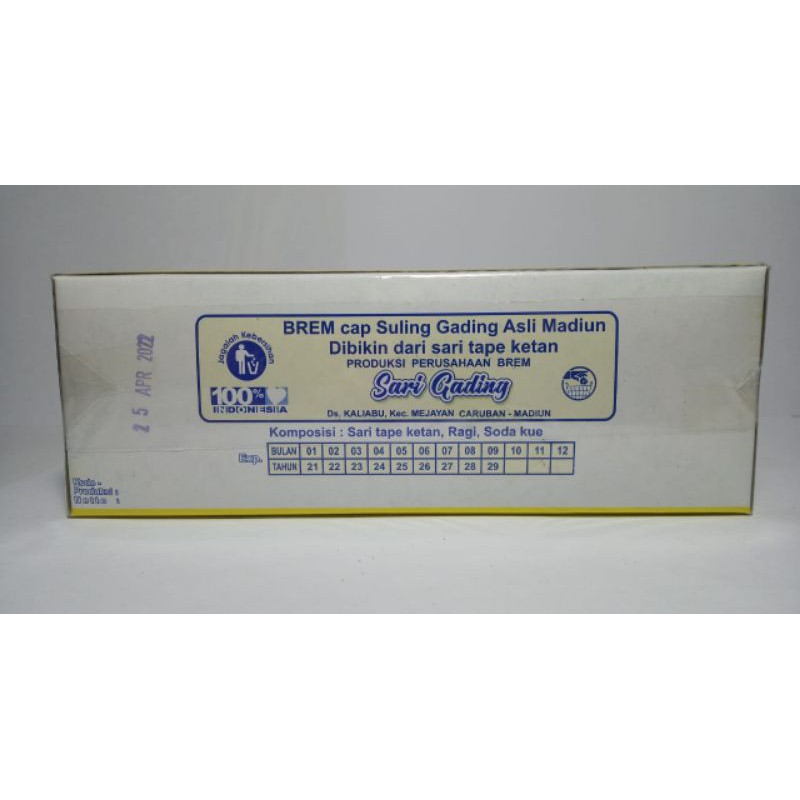 25 APR 2022
Jagalah Kebersihan
100%
INDONESIA
BREM cap Suling Gading Asli Madiun
Dibikin dari sari tape ketan
PRODUKSI PERUSAHAAN BREM
Sari Gading
Ds. KALIABU, Kec. MEJAYAN CARUBAN - MADIUN
Komposisi : Sari tape ketan, Ragi, Soda kue
Exp.
BULAN 01 02 03 04 05 06 07 08 09 10 11 12
TAHUN 21 22 23 24 25 26 27 28 29
Produksi :
Netto :